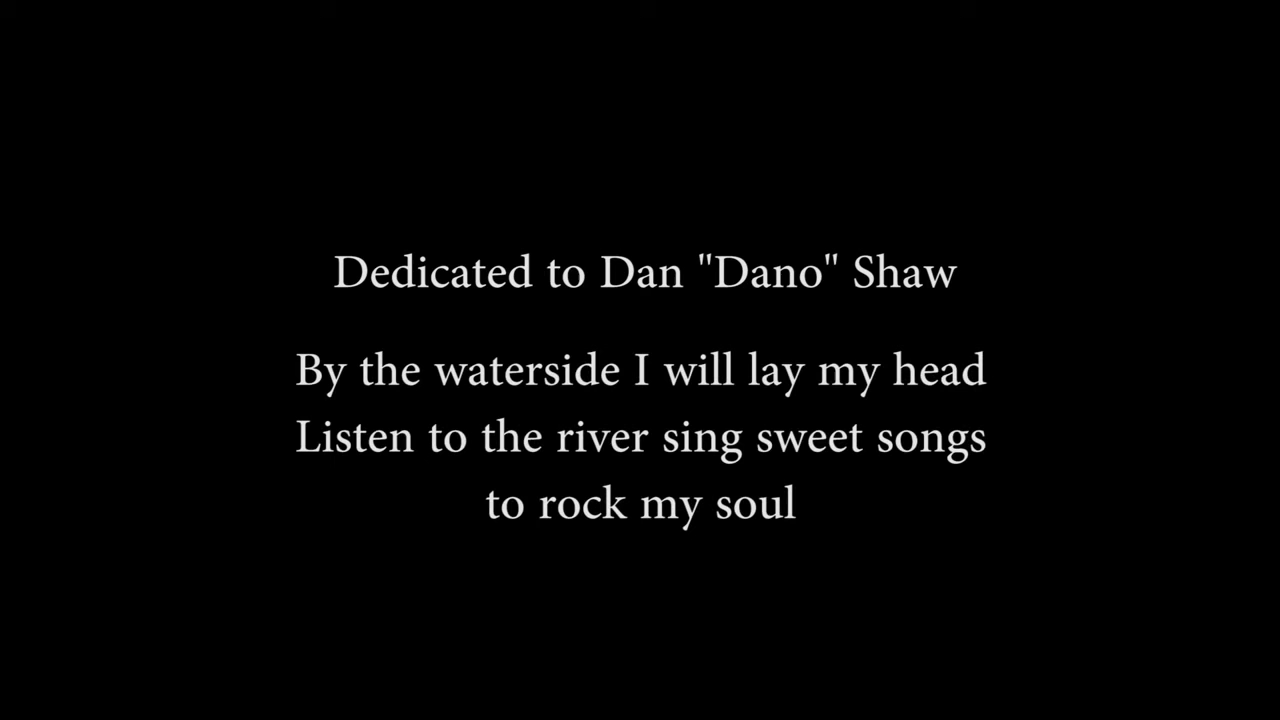 Dedicated to Dan "Dano" Shaw
By the waterside I will lay my head
Listen to the river sing sweet songs
to rock my soul